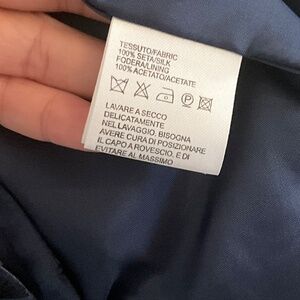 TESSUTO/FABRIC
100% SETA/SILK
FODERA/LINING
100% ACETATO/ACETATE
P
LAVARE A SECCO
DELICATAMENTE
NEL LAVAGGIO, BISOGNA
AVERE CURA DI POSIZIONARE
IL CAPO A ROVESCIO, E DI
EVITARE AL MASSIMO